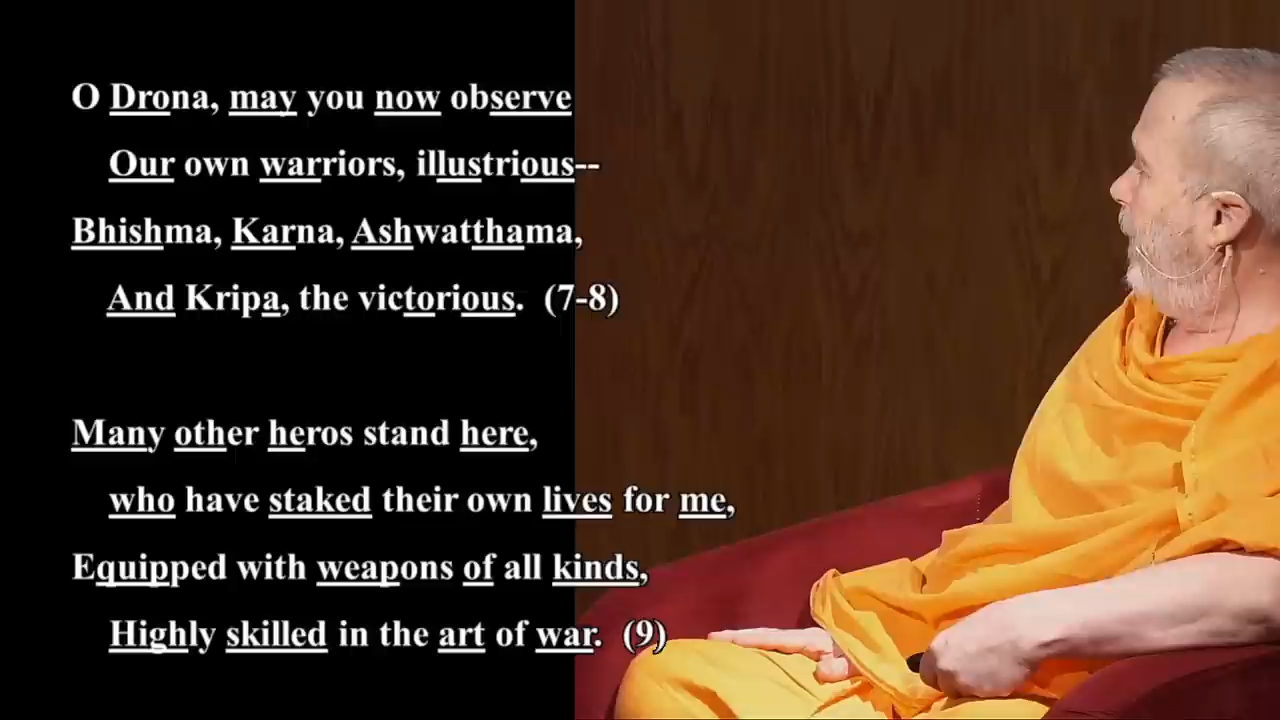 O Drona, may you now observe
Our own warriors, illustrious--
Bhishma, Karna, Ashwatthama,
And Kripa, the victorious. (7-8)
Many other heros stand here,
who have staked their own lives for me,
Equipped with weapons of all kinds,
Highly skilled in the art of war. (9)